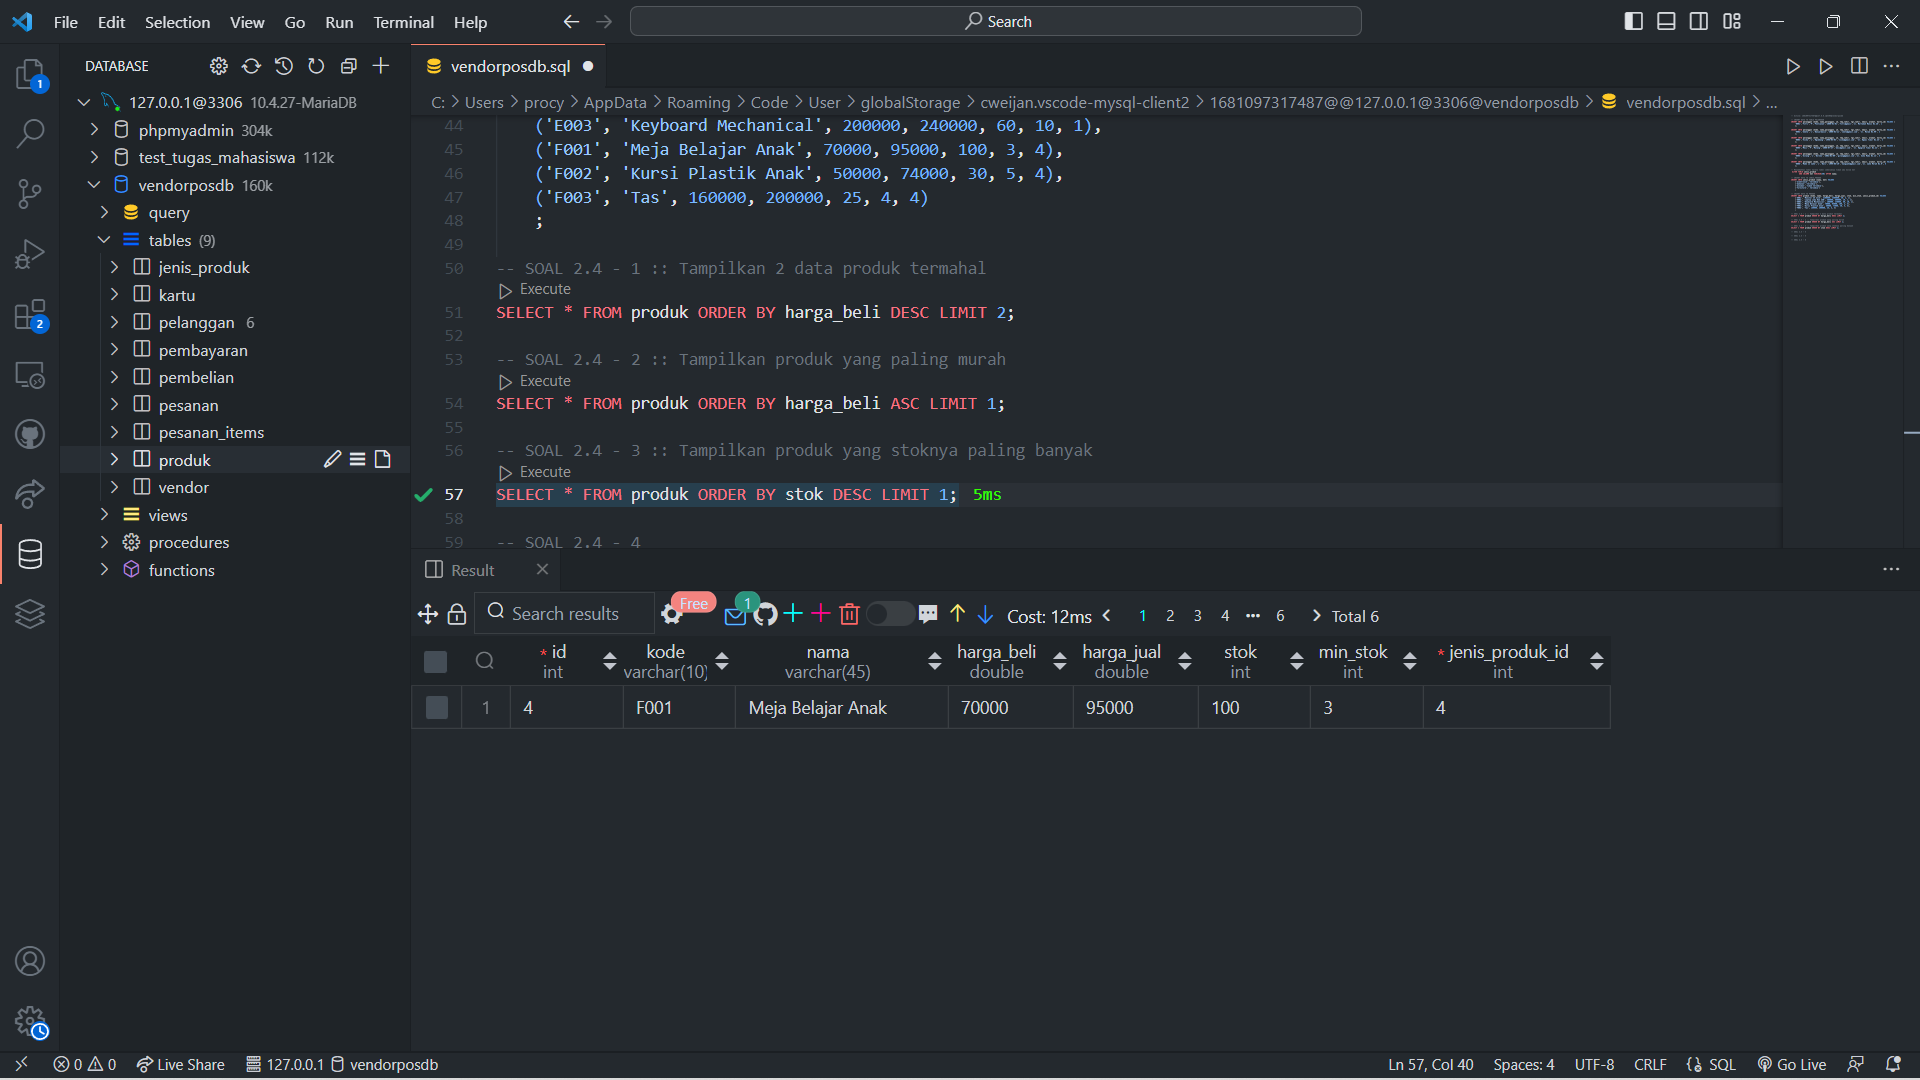 File Edit Selection View Go Run Terminal Help
Search
DATABASE
127.0.0.1@3306 10.4.27-MariaDB
phpmyadmin 304k
test_tugas_mahasiswa 112k
vendorposdb 160k
query
tables (9)
jenis_produk
kartu
pelanggan 6
pembayaran
pembelian
pesanan
pesanan_items
produk
vendor
views
procedures
functions
1
2
vendorposdb.sql
C: > Users > procy > AppData > Roaming > Code > User > globalStorage > cweijan.vscode-mysql-client2 > 1681097317487@@127.0.0.1@3306@vendorposdb > vendorposdb.sql > ...
44 ('E003', 'Keyboard Mechanical', 200000, 240000, 60, 10, 1),
45 ('F001', 'Meja Belajar Anak', 70000, 95000, 100, 3, 4),
46 ('F002', 'Kursi Plastik Anak', 50000, 74000, 30, 5, 4),
47 ('F003', 'Tas', 160000, 200000, 25, 4, 4)
48 ;
49
50 -- SOAL 2.4 - 1 :: Tampilkan 2 data produk termahal
Execute
51 SELECT * FROM produk ORDER BY harga_beli DESC LIMIT 2;
52
53 -- SOAL 2.4 - 2 :: Tampilkan produk yang paling murah
Execute
54 SELECT * FROM produk ORDER BY harga_beli ASC LIMIT 1;
55
56 -- SOAL 2.4 - 3 :: Tampilkan produk yang stoknya paling banyak
Execute
57 SELECT * FROM produk ORDER BY stok DESC LIMIT 1; 5ms
58
59 -- SOAL 2.4 - 4
Result
Search results Free 1 Cost: 12ms < 1 2 3 4 ... 6 > Total 6
* id kode nama harga_beli harga_jual stok min_stok * jenis_produk_id
int varchar(10) varchar(45) double double int int int
1 4 F001 Meja Belajar Anak 70000 95000 100 3 4
0 0 Live Share 127.0.0.1 vendorposdb Ln 57, Col 40 Spaces: 4 UTF-8 CRLF SQL Go Live